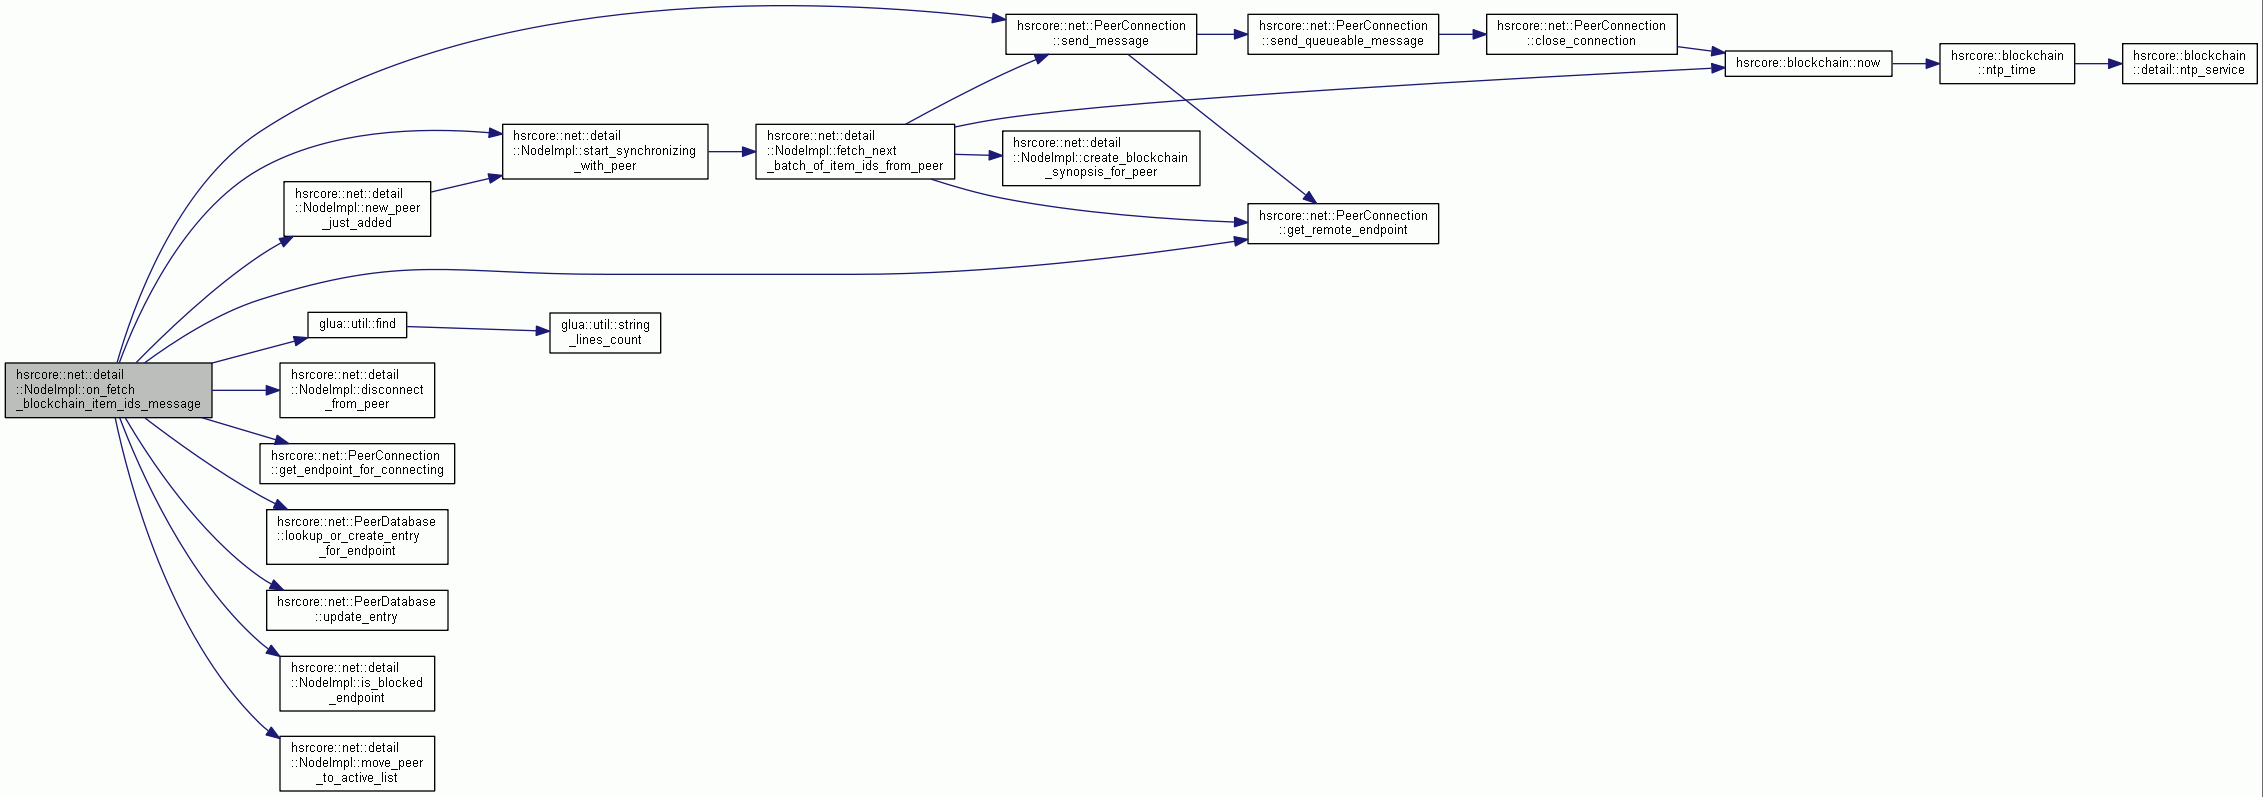 hsrcore::net::PeerConnection
::send_message
hsrcore::net::PeerConnection
::send_queueable_message
hsrcore::net::PeerConnection
::close_connection
hsrcore::blockchain::now
hsrcore::blockchain
::ntp_time
hsrcore::blockchain
::detail::ntp_service
hsrcore::net::detail
::NodeImpl::start_synchronizing
_with_peer
hsrcore::net::detail
::NodeImpl::fetch_next
_batch_of_item_ids_from_peer
hsrcore::net::detail
::NodeImpl::create_blockchain
_synopsis_for_peer
hsrcore::net::detail
::NodeImpl::new_peer
_just_added
hsrcore::net::PeerConnection
::get_remote_endpoint
glua::util::find
glua::util::string
_lines_count
hsrcore::net::detail
::NodeImpl::on_fetch
_blockchain_item_ids_message
hsrcore::net::detail
::NodeImpl::disconnect
_from_peer
hsrcore::net::PeerConnection
::get_endpoint_for_connecting
hsrcore::net::PeerDatabase
::lookup_or_create_entry
_for_endpoint
hsrcore::net::PeerDatabase
::update_entry
hsrcore::net::detail
::NodeImpl::is_blocked
_endpoint
hsrcore::net::detail
::NodeImpl::move_peer
_to_active_list